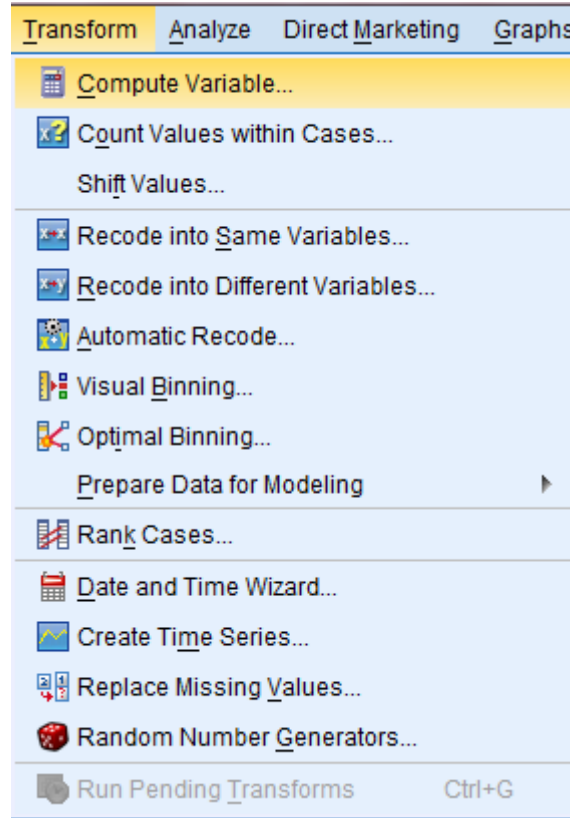 Transform Analyze Direct Marketing Graphs
Compute Variable...
Count Values within Cases...
Shift Values...
Recode into Same Variables...
Recode into Different Variables...
Automatic Recode...
Visual Binning...
Optimal Binning...
Prepare Data for Modeling
Rank Cases...
Date and Time Wizard...
Create Time Series...
Replace Missing Values...
Random Number Generators...
Run Pending Transforms Ctrl+G